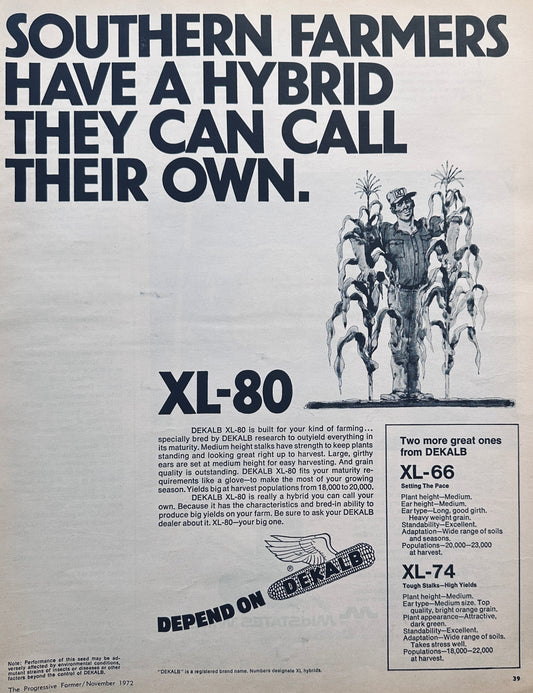 SOUTHERN FARMERS
HAVE A HYBRID
THEY CAN CALL
THEIR OWN.
XL-80
DEKALB XL-80 is built for your kind of farming...
specially bred by DEKALB research to outyield everything in
its maturity. Medium height stalks have strength to keep plants
standing and looking great right up to harvest. Large, girthy
ears are set at medium height for easy harvesting. And grain
quality is outstanding. DEKALB XL-80 fits your maturity re-
quirements like a glove—to make the most of your growing
season. Yields big at harvest populations from 18,000 to 20,000.
DEKALB XL-80 is really a hybrid you can call your
own. Because it has the characteristics and bred-in ability to
produce big yields on your farm. Be sure to ask your DEKALB
dealer about it. XL-80—your big one.
DEPEND ON DEKALB
®
Two more great ones
from DEKALB
XL-66
Setting The Pace
Plant height—Medium.
Ear height—Medium.
Ear type—Long, good girth.
Heavy weight grain.
Standability—Excellent.
Adaptation—Wide range of soils
and seasons.
Populations—20,000—23,000
at harvest.
XL-74
Tough Stalks—High Yields
Plant height—Medium.
Ear type—Medium size. Top
quality, bright orange grain.
Plant appearance—Attractive,
dark green.
Standability—Excellent.
Adaptation—Wide range of soils.
Takes stress well.
Populations—18,000—22,000
at harvest.
Note: Performance of this seed may be ad-
versely affected by environmental conditions,
mutant strains of insects or diseases or other
factors beyond the control of DEKALB.
"DEKALB" is a registered brand name. Numbers designate XL hybrids.
The Progressive Farmer/November 1972
39